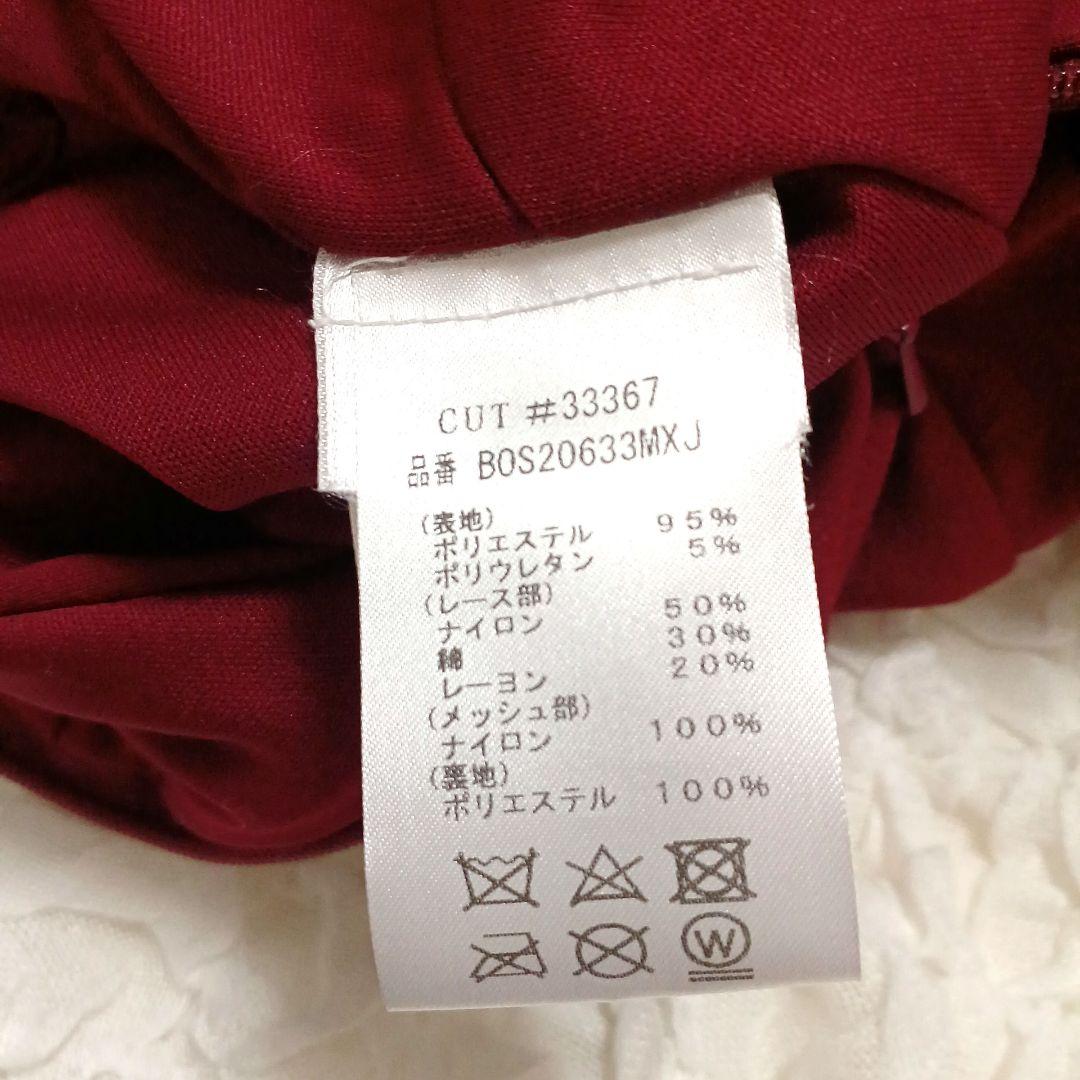 CUT #33367
品番 BOS20633MXJ
(表地)
ポリエステル 95%
ポリウレタン 5%
(レース部)
ナイロン 50%
綿 30%
レーヨン 20%
(メッシュ部)
ナイロン 100%
(裏地)
ポリエステル 100%
W